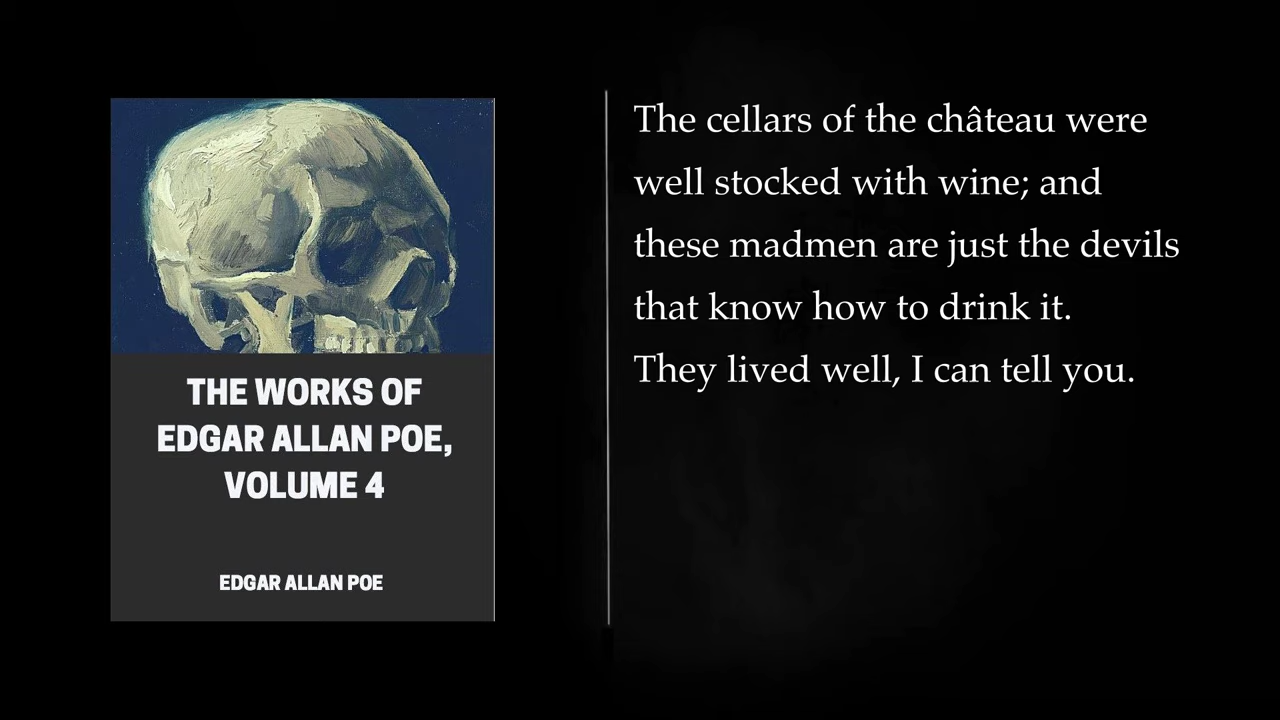 THE WORKS OF
EDGAR ALLAN POE,
VOLUME 4
EDGAR ALLAN POE
The cellars of the château were
well stocked with wine; and
these madmen are just the devils
that know how to drink it.
They lived well, I can tell you.